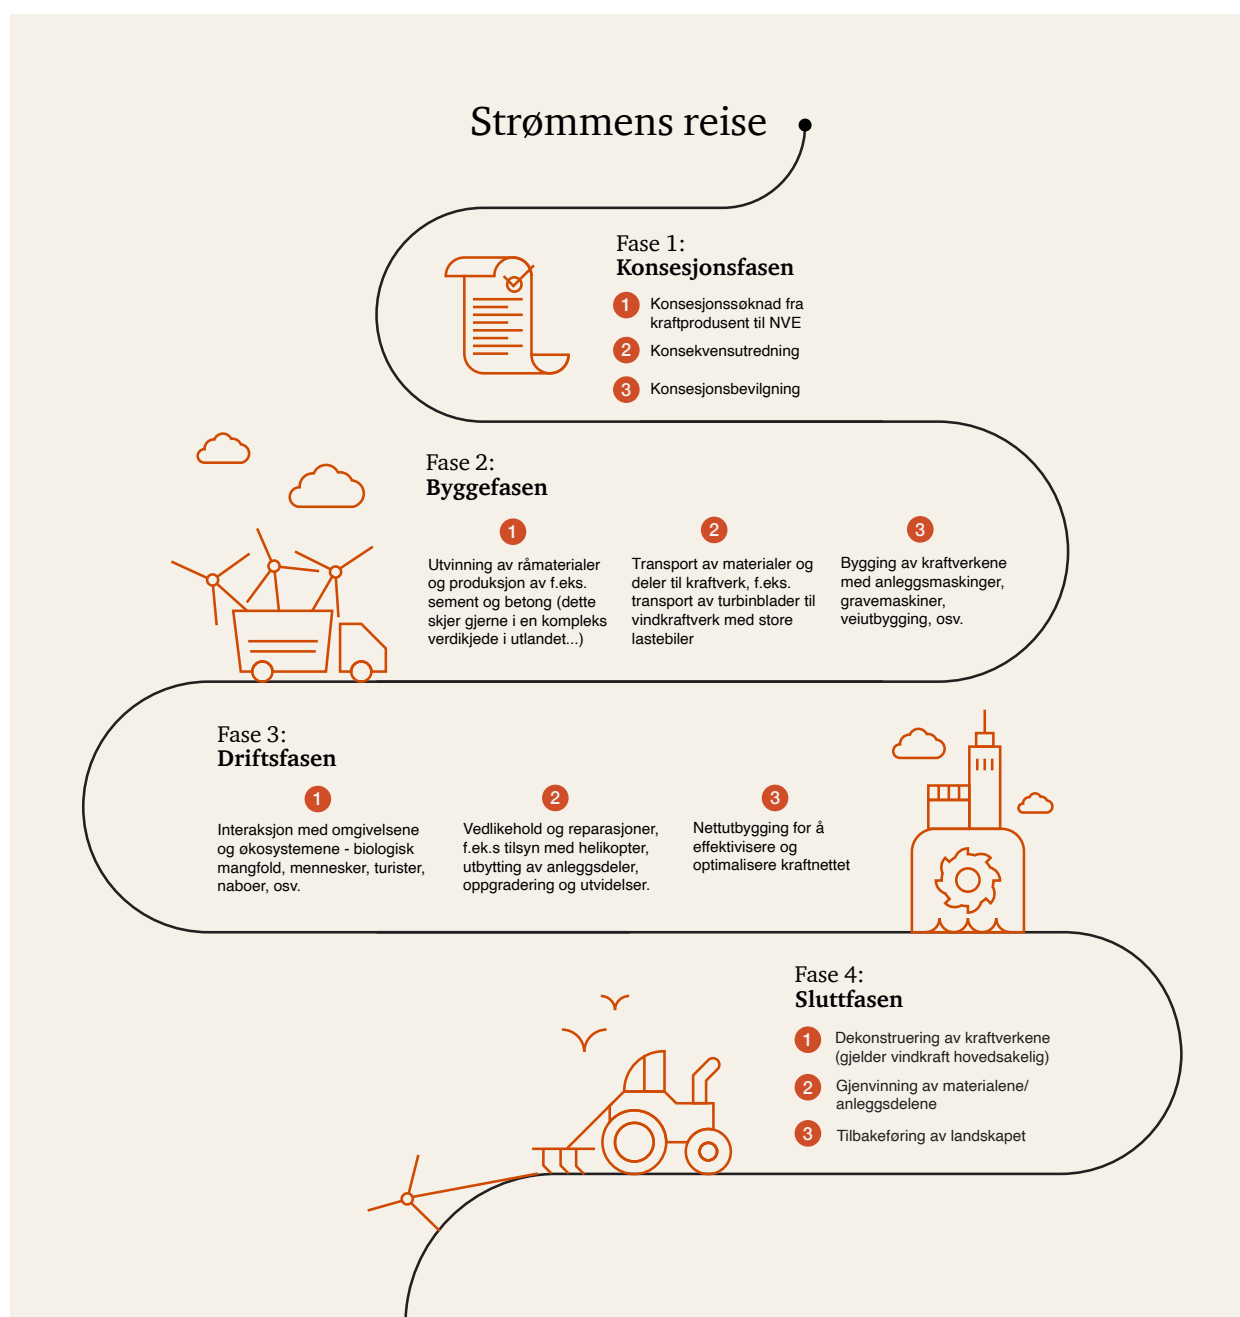 Strømmens reise
Fase 1:
Konsesjonsfasen
1 Konsesjonssøknad fra
kraftprodusent til NVE
2 Konsekvensutredning
3 Konsesjonsbevilgning
Fase 2:
Byggefasen
1
Utvinning av råmaterialer
og produksjon av f.eks.
sement og betong (dette
skjer gjerne i en kompleks
verdikjede i utlandet...)
2
Transport av materialer og
deler til kraftverk, f.eks.
transport av turbinblader til
vindkraftverk med store
lastebiler
3
Bygging av kraftverkene
med anleggsmaskinger,
gravemaskiner,
veiutbygging, osv.
Fase 3:
Driftsfasen
1
Interaksjon med omgivelsene
og økosystemene - biologisk
mangfold, mennesker, turister,
naboer, osv.
2
Vedlikehold og reparasjoner,
f.ek.s tilsyn med helikopter,
utbytting av anleggsdeler,
oppgradering og utvidelser.
3
Nettutbygging for å
effektivisere og
optimalisere kraftnettet
Fase 4:
Sluttfasen
1 Dekonstruering av kraftverkene
(gjelder vindkraft hovedsakelig)
2 Gjenvinning av materialene/
anleggsdelene
3 Tilbakeføring av landskapet